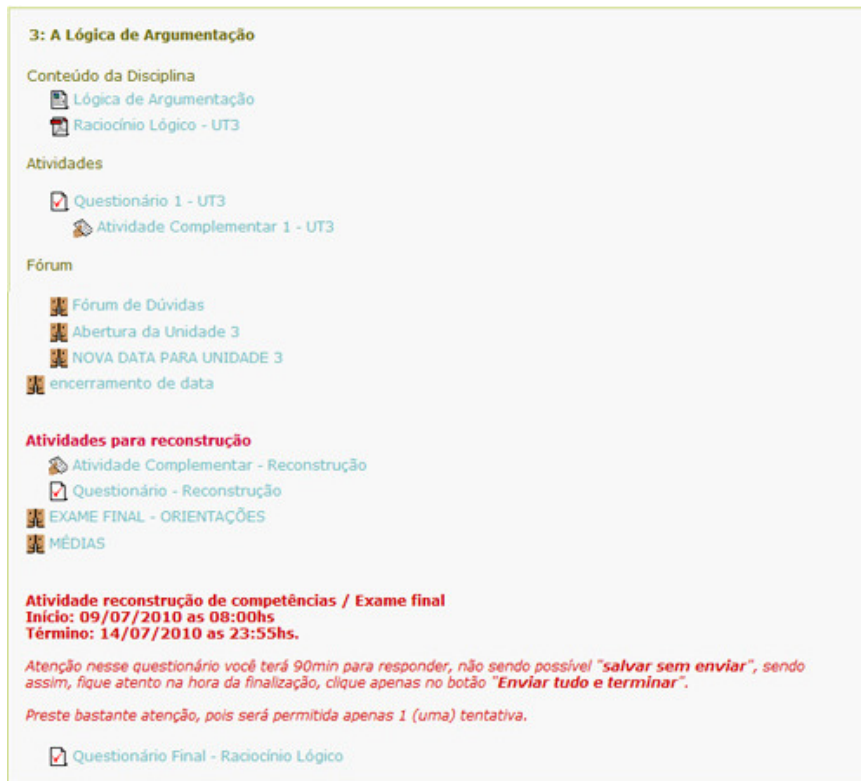 3: A Lógica de Argumentação
Conteúdo da Disciplina
Lógica de Argumentação
Raciocínio Lógico - UT3
Atividades
Questionário 1 - UT3
Atividade Complementar 1 - UT3
Fórum
Fórum de Dúvidas
Abertura da Unidade 3
NOVA DATA PARA UNIDADE 3
encerramento de data
Atividades para reconstrução
Atividade Complementar - Reconstrução
Questionário - Reconstrução
EXAME FINAL - ORIENTAÇÕES
MÉDIAS
Atividade reconstrução de competências / Exame final
Início: 09/07/2010 as 08:00hs
Término: 14/07/2010 as 23:55hs.
Atenção nesse questionário você terá 90min para responder, não sendo possível "salvar sem enviar", sendo
assim, fique atento na hora da finalização, clique apenas no botão "Enviar tudo e terminar".
Preste bastante atenção, pois será permitida apenas 1 (uma) tentativa.
Questionário Final - Raciocínio Lógico